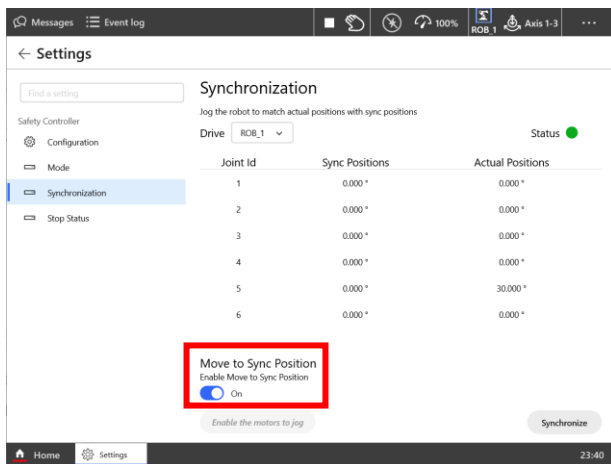 Messages Event log 100% ROB_1 Axis 1-3 ...
← Settings
Find a setting
Safety Controller
Configuration
Mode
Synchronization
Stop Status
Synchronization
Jog the robot to match actual positions with sync positions
Drive ROB_1 Status
Joint Id Sync Positions Actual Positions
1 0.000 ° 0.000 °
2 0.000 ° 0.000 °
3 0.000 ° 0.000 °
4 0.000 ° 0.000 °
5 0.000 ° 30.000 °
6 0.000 ° 0.000 °
Move to Sync Position
Enable Move to Sync Position
On
Enable the motors to jog Synchronize
Home Settings 23:40